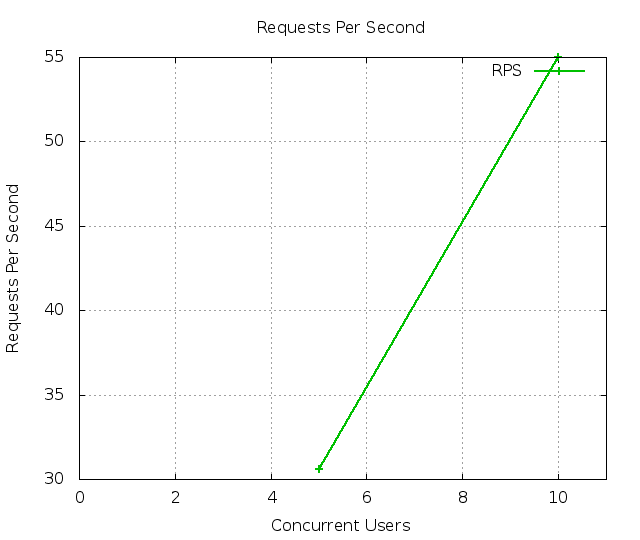 Requests Per Second
55
RPS
50
45
Requests Per Second
40
35
30
0 2 4 6 8 10
Concurrent Users